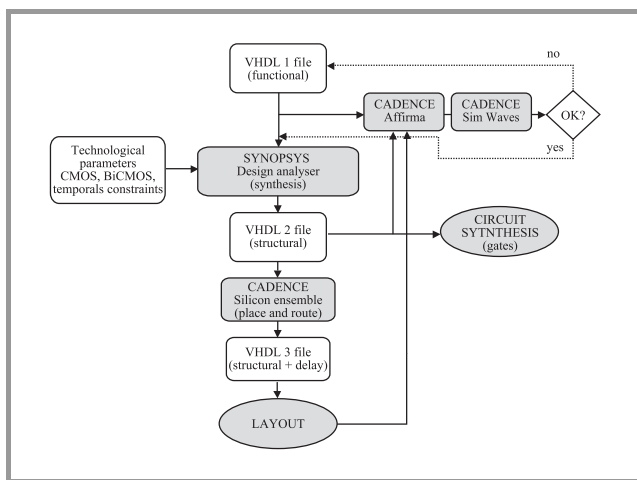 VHDL 1 file
(functional)
no
CADENCE
Affirma
CADENCE
Sim Waves
OK?
yes
Technological
parameters
CMOS, BiCMOS,
temporals constraints
SYNOPSYS
Design analyser
(synthesis)
VHDL 2 file
(structural)
CIRCUIT
SYTNTHESIS
(gates)
CADENCE
Silicon ensemble
(place and route)
VHDL 3 file
(structural + delay)
LAYOUT